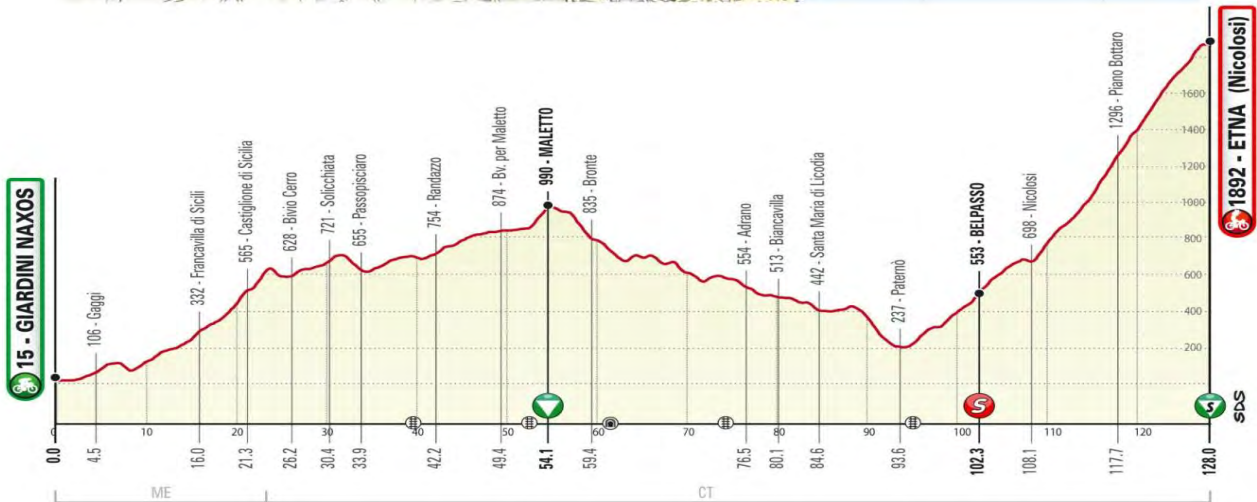 15 - GIARDINI NAXOS
106 - Gaggi
332 - Francavilla di Sicili
565 - Castiglione di Sicilia
628 - Bivio Cerro
721 - Solicchiata
655 - Passopisciaro
754 - Randazzo
874 - Bv. per Maletto
990 - MALETTO
835 - Bronte
554 - Adrano
513 - Biancavilla
442 - Santa Maria di Licodia
237 - Paternò
553 - BELPASSO
698 - Nicolosi
1296 - Piano Bottaro
1892 - ETNA (Nicolosi)
1600
1400
1200
1000
800
600
400
200
S
S
SDS
0 10 20 30 40 50 60 70 80 90 100 110 120
0.0 4.5 16.0 21.3 26.2 30.4 33.9 42.2 49.4 54.1 59.4 76.5 80.1 84.6 93.6 102.3 108.1 117.7 128.0
ME CT